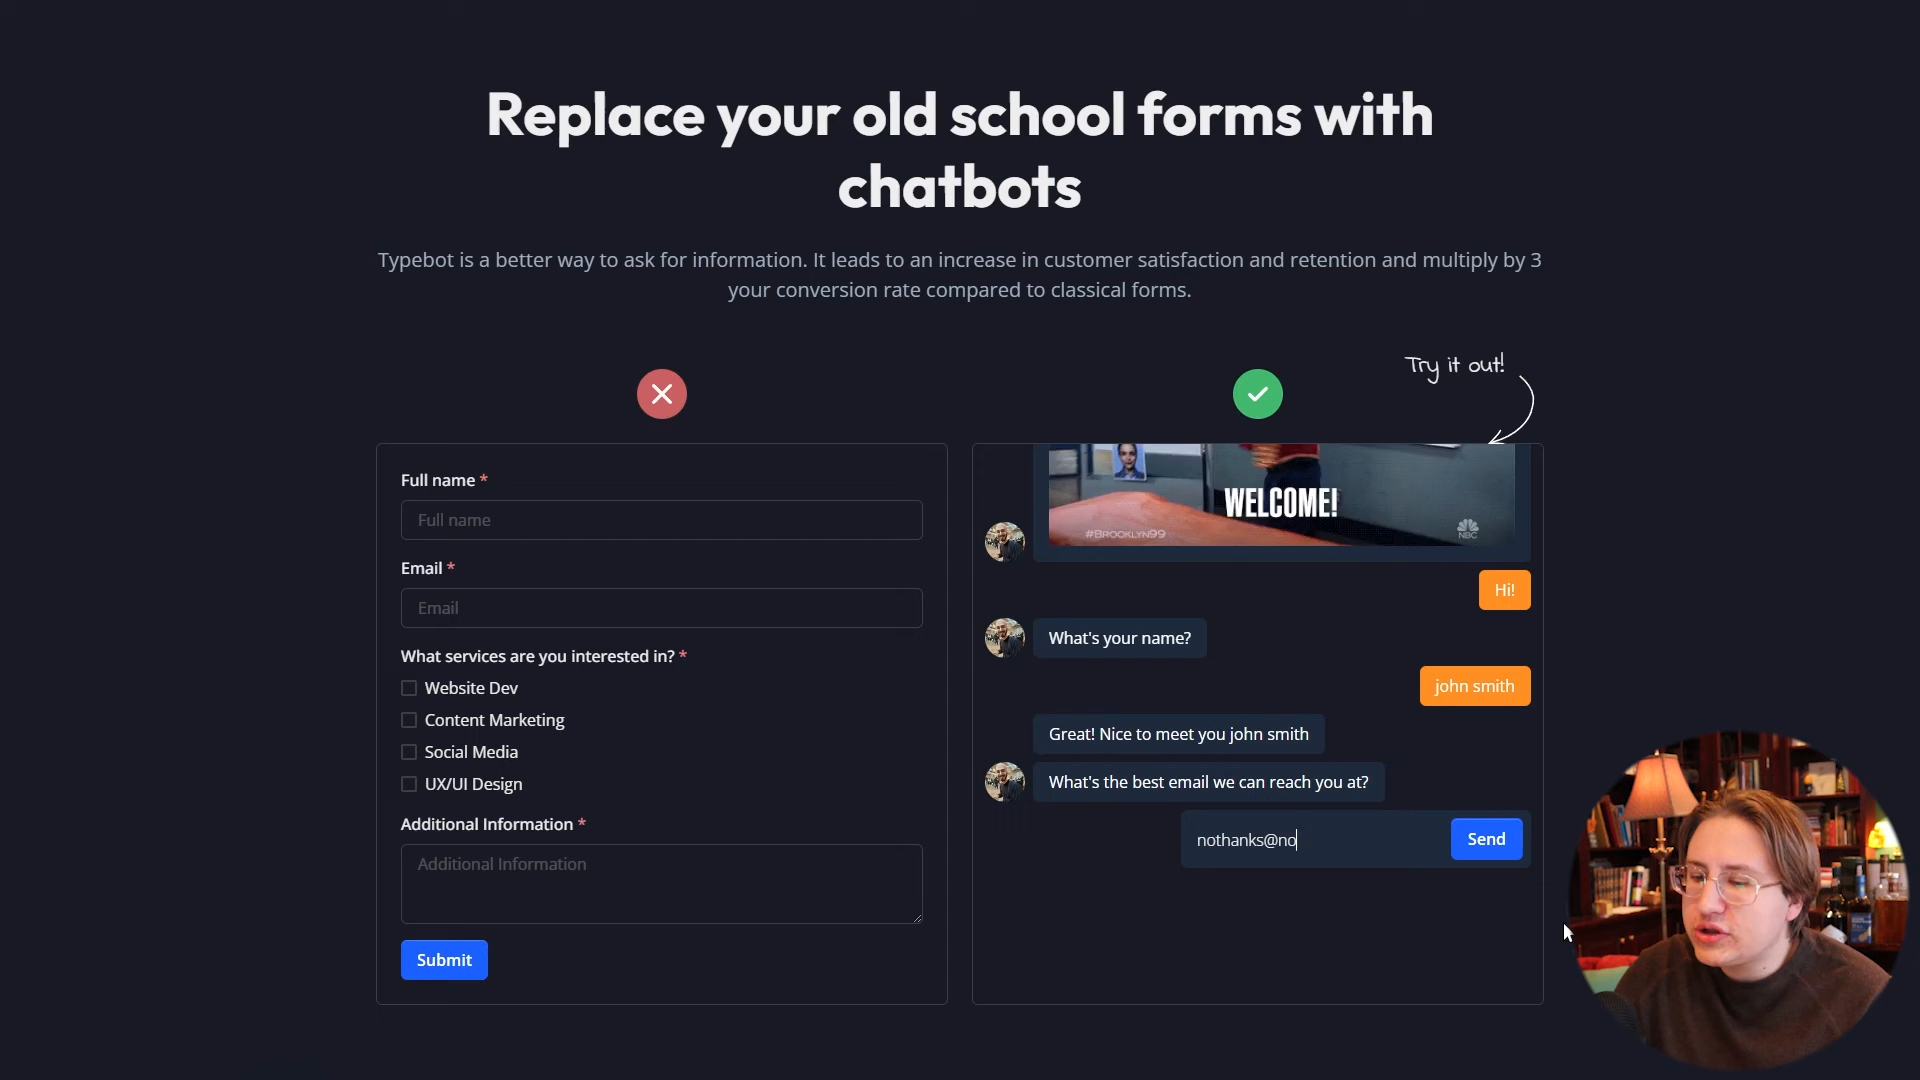 Replace your old school forms with
chatbots
Typebot is a better way to ask for information. It leads to an increase in customer satisfaction and retention and multiply by 3
your conversion rate compared to classical forms.
Try it out!
Full name *
Full name
Email *
Email
What services are you interested in? *
Website Dev
Content Marketing
Social Media
UX/UI Design
Additional Information *
Additional Information
Submit
WELCOME!
#BROOKLYN99
NBC
Hi!
What's your name?
john smith
Great! Nice to meet you john smith
What's the best email we can reach you at?
nothanks@no
Send